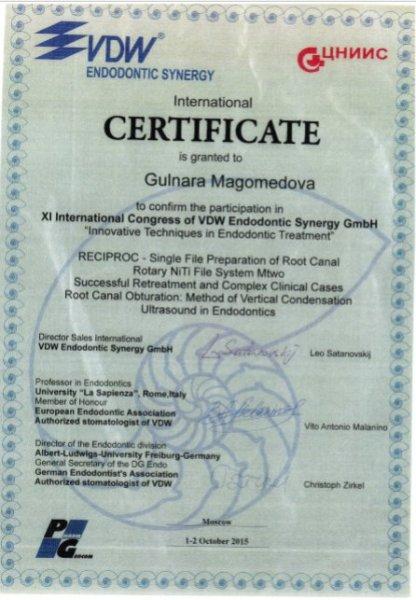 VDW®
ENDODONTIC SYNERGY
ЦНИИС
International
CERTIFICATE
is granted to
Gulnara Magomedova
to confirm the participation in
XI International Congress of VDW Endodontic Synergy GmbH
"Innovative Techniques in Endodontic Treatment"
RECIPROC - Single File Preparation of Root Canal
Rotary NiTi File System Mtwo
Successful Retreatment and Complex Clinical Cases
Root Canal Obturation: Method of Vertical Condensation
Ultrasound in Endodontics
Director Sales International
VDW Endodontic Synergy GmbH
Leo Satanovskij
Professor in Endodontics
University "La Sapienza", Rome,Italy
Member of Honour
European Endodontic Association
Authorized stomatologist of VDW
Vito Antonio Malanino
Director of the Endodontic division
Albert-Ludwigs-University Freiburg-Germany
General Secretary of the DG Endo
German Endodontist's Association
Authorized stomatologist of VDW
Christoph Zirkel
Moscow
1-2 October 2015